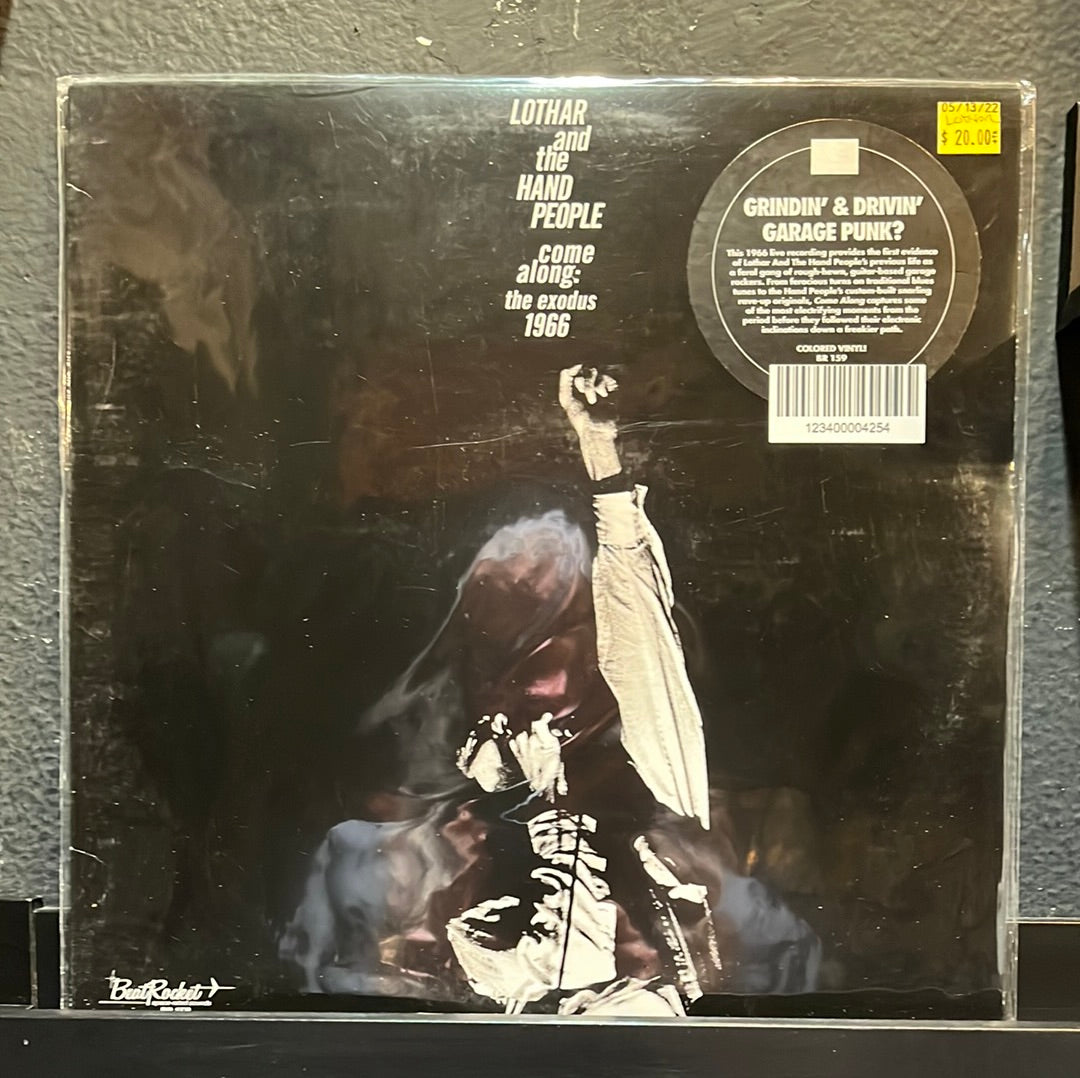 LOTHAR
and
the
HAND
PEOPLE
come
along:
the exodus
1966
05/13/22
$ 20.00
GRINDIN' & DRIVIN'
GARAGE PUNK?
This 1966 live recording provides the first evidence
of Lothar And The Hand People's previous life as
a feral gang of rough-hewn, guitar-based garage
rockers. From ferocious turns on traditional blues
tunes to the Hand People's custom-built snarling
rave-up originals, Come Along captures some
of the most electrifying moments from the
period before they followed their electronic
inclinations down a freakier path.
COLORED VINYL!
BR 159
123400004254
BeatRocket